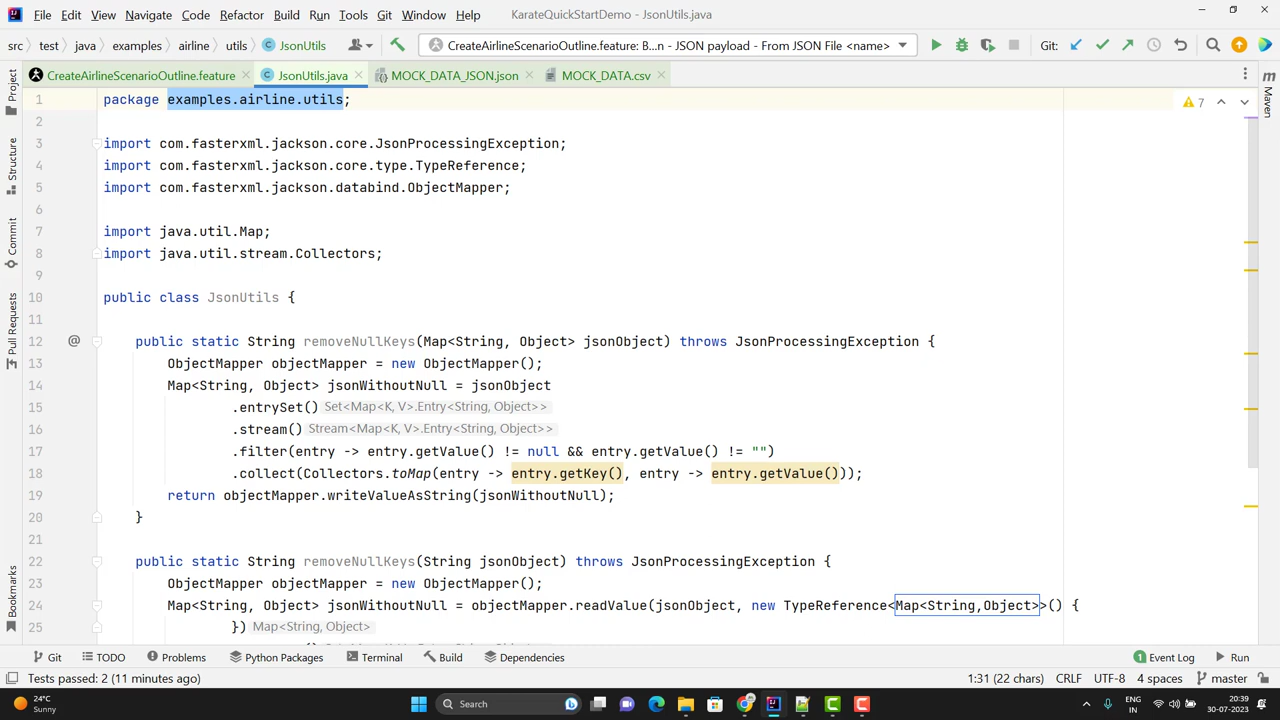 File Edit View Navigate Code Refactor Build Run Tools Git Window Help KarateQuickStartDemo - JsonUtils.java
src test java examples airline utils JsonUtils CreateAirlineScenarioOutline.feature: B...n - JSON payload - From JSON File <name> Git:
CreateAirlineScenarioOutline.feature JsonUtils.java MOCK_DATA_JSON.json MOCK_DATA.csv
Project
Structure
Commit
Pull Requests
Bookmarks
Maven
7
1 package examples.airline.utils;
2
3 import com.fasterxml.jackson.core.JsonProcessingException;
4 import com.fasterxml.jackson.core.type.TypeReference;
5 import com.fasterxml.jackson.databind.ObjectMapper;
6
7 import java.util.Map;
8 import java.util.stream.Collectors;
9
10 public class JsonUtils {
11
12 @ public static String removeNullKeys(Map<String, Object> jsonObject) throws JsonProcessingException {
13 ObjectMapper objectMapper = new ObjectMapper();
14 Map<String, Object> jsonWithoutNull = jsonObject
15 .entrySet() Set<Map<K, V>.Entry<String, Object>>
16 .stream() Stream<Map<K, V>.Entry<String, Object>>
17 .filter(entry -> entry.getValue() != null && entry.getValue() != "")
18 .collect(Collectors.toMap(entry -> entry.getKey(), entry -> entry.getValue()));
19 return objectMapper.writeValueAsString(jsonWithoutNull);
20 }
21
22 public static String removeNullKeys(String jsonObject) throws JsonProcessingException {
23 ObjectMapper objectMapper = new ObjectMapper();
24 Map<String, Object> jsonWithoutNull = objectMapper.readValue(jsonObject, new TypeReference<Map<String,Object>>() {
25 }) Map<String, Object>
Git TODO Problems Python Packages Terminal Build Dependencies 1 Event Log Run
Tests passed: 2 (11 minutes ago) 1:31 (22 chars) CRLF UTF-8 4 spaces master
24°C
Sunny
Search
ENG
IN
20:39
30-07-2023